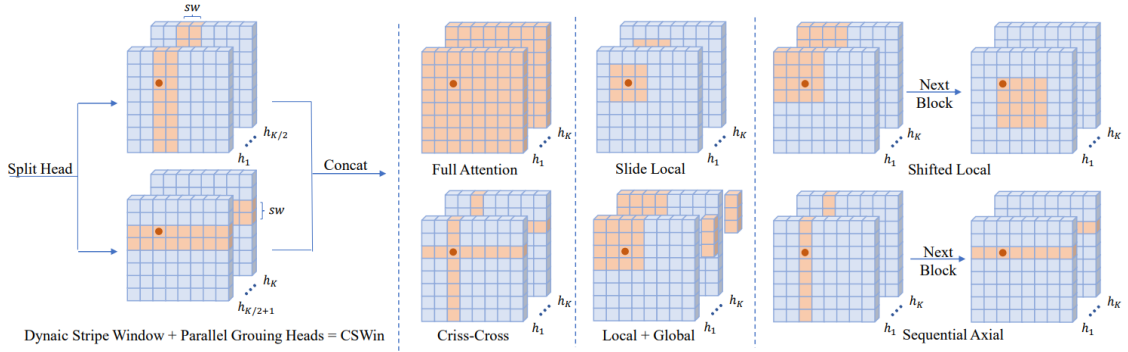 sw
h_{K/2}
h_1
Split Head
Concat
sw
h_K
h_{K/2+1}
Dynaic Stripe Window + Parallel Grouing Heads = CSWin
h_K
h_1
Full Attention
h_K
h_1
Slide Local
h_K
h_1
Next
Block
h_K
h_1
Shifted Local
h_K
h_1
Criss-Cross
h_K
h_1
Local + Global
h_K
h_1
Next
Block
h_K
h_1
Sequential Axial